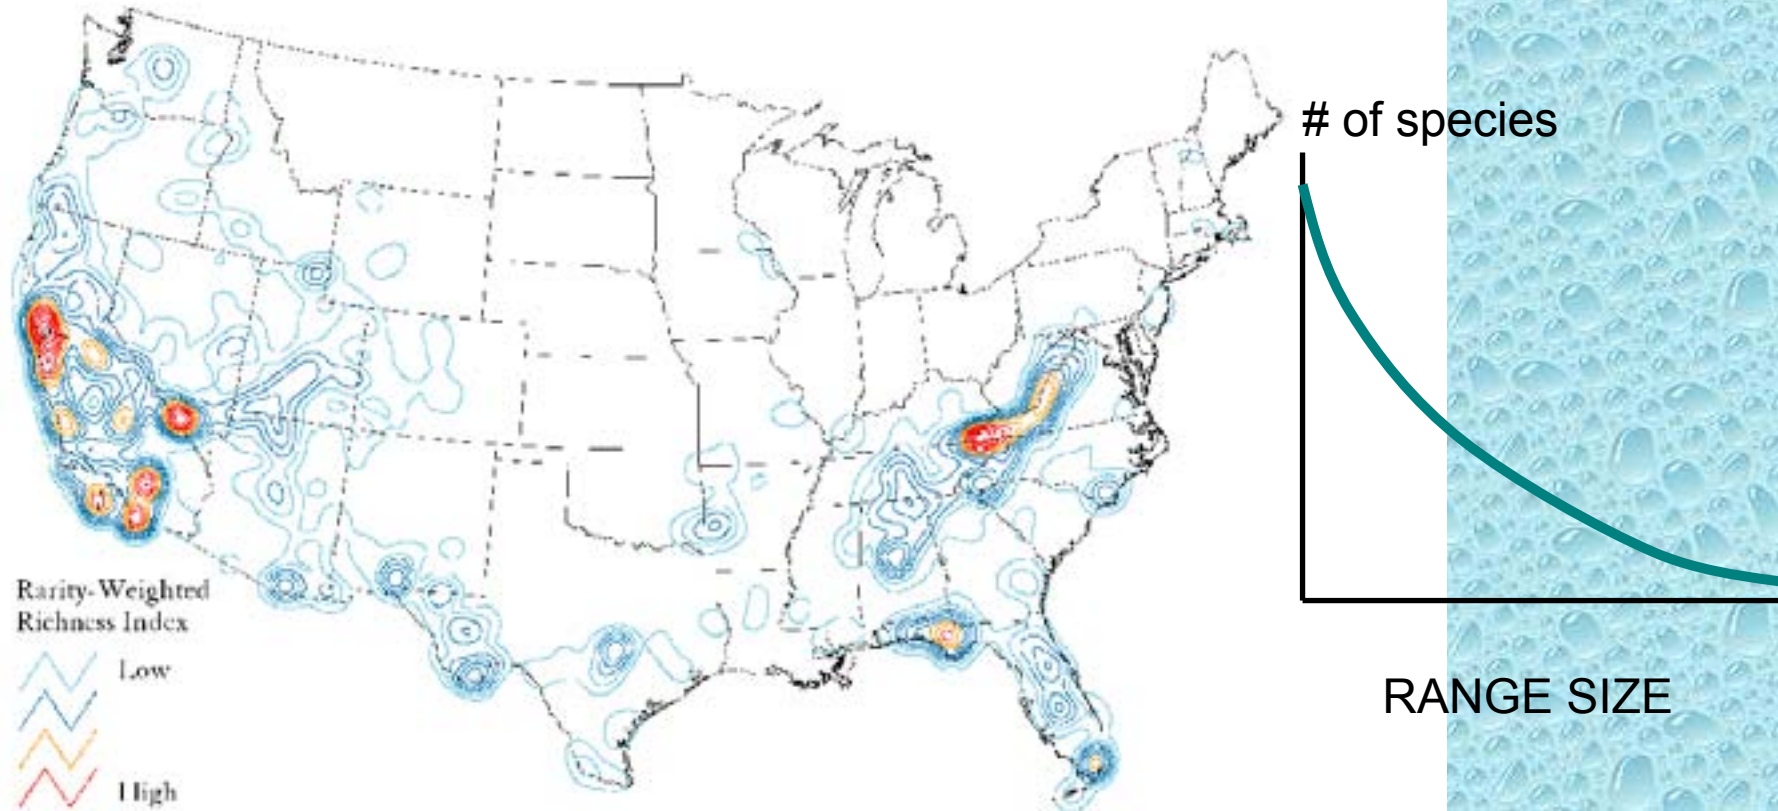 # of species
Rarity-Weighted
Richness Index
Low
High
RANGE SIZE